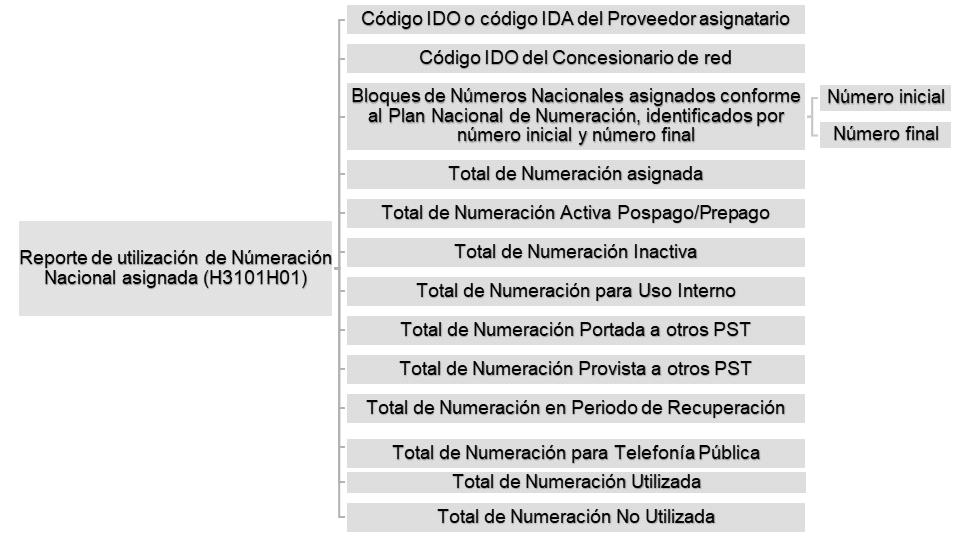 Código IDO o código IDA del Proveedor asignatario
Código IDO del Concesionario de red
Bloques de Números Nacionales asignados conforme
al Plan Nacional de Numeración, identificados por
número inicial y número final
Número inicial
Número final
Total de Numeración asignada
Total de Numeración Activa Pospago/Prepago
Total de Numeración Inactiva
Reporte de utilización de Númeración
Nacional asignada (H3101H01)
Total de Numeración para Uso Interno
Total de Numeración Portada a otros PST
Total de Numeración Provista a otros PST
Total de Numeración en Periodo de Recuperación
Total de Numeración para Telefonía Pública
Total de Numeración Utilizada
Total de Numeración No Utilizada